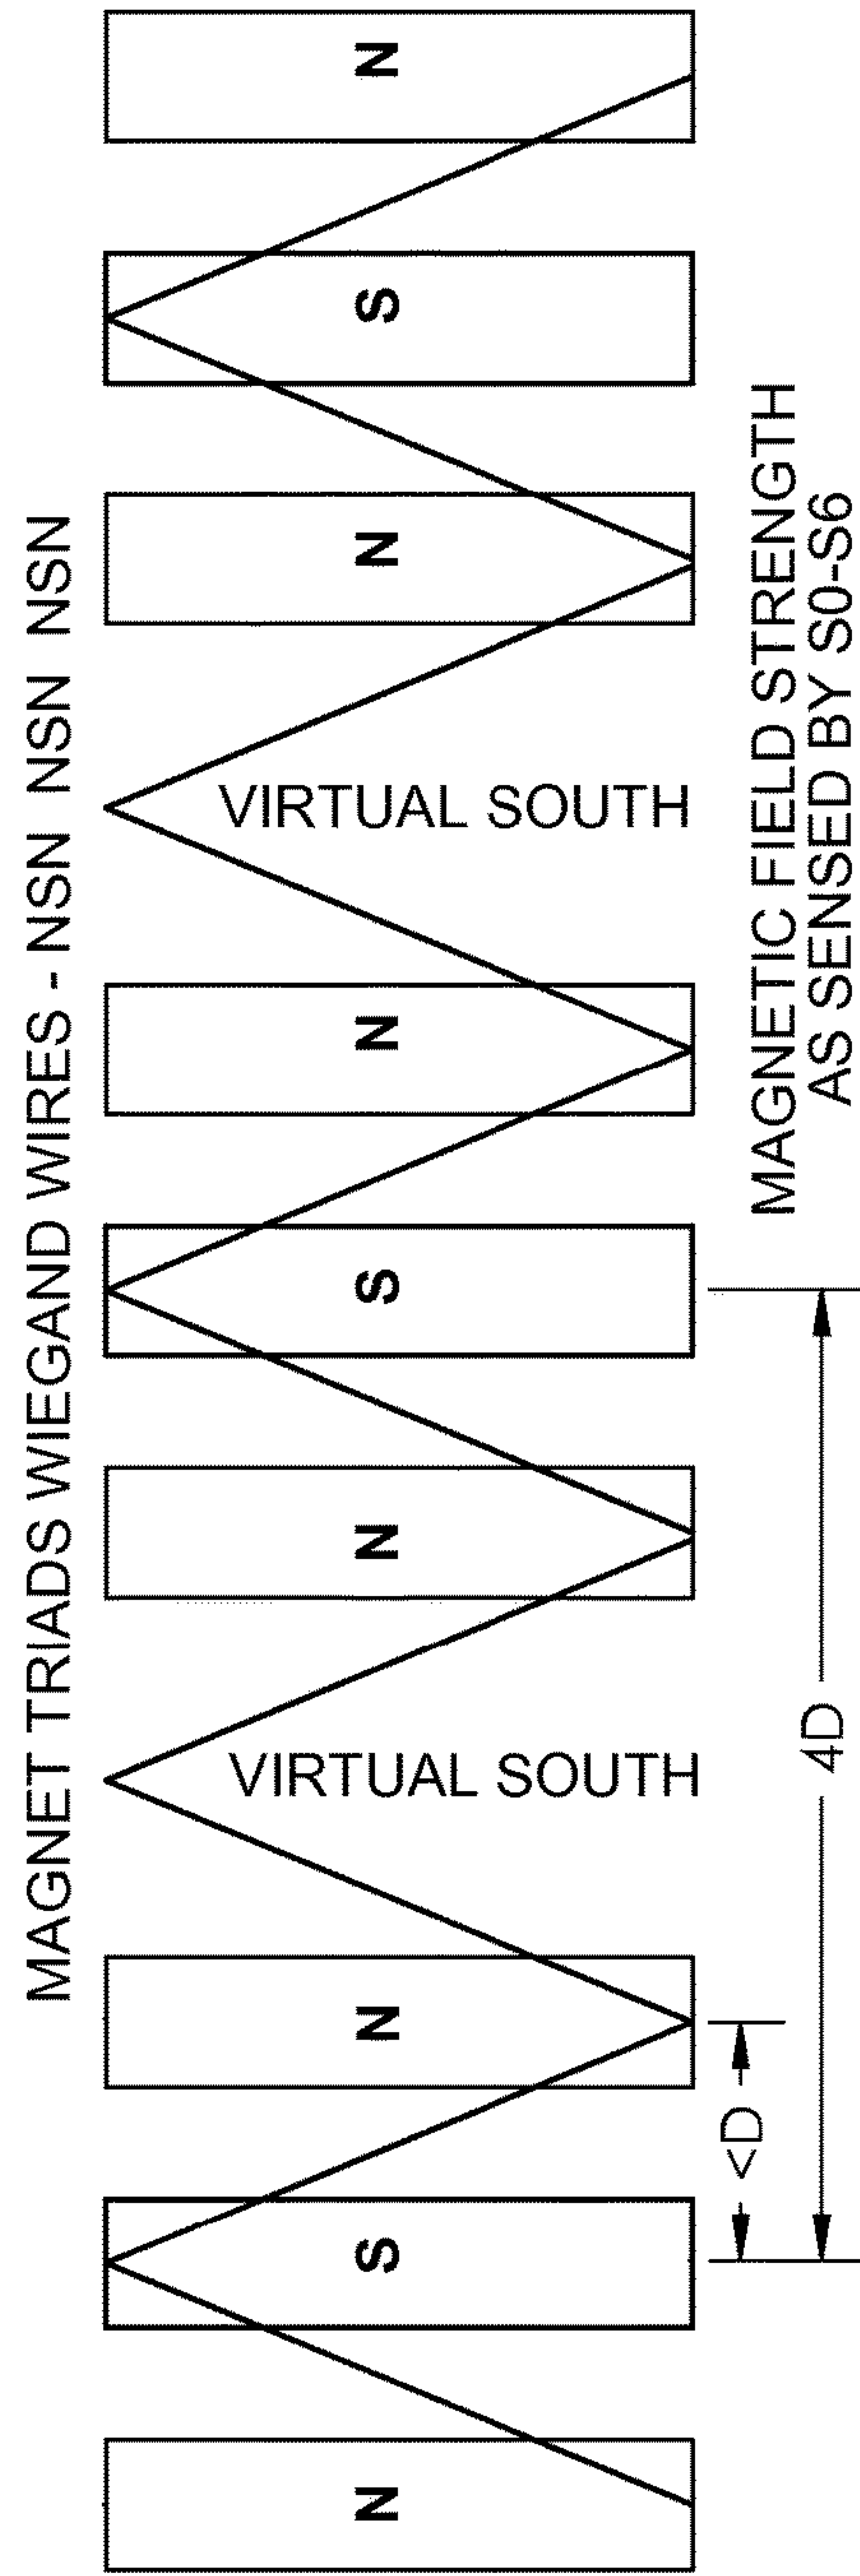 MAGNET TRIADS WIEGAND WIRES - NSN NSN NSN NSN
N
S
N
VIRTUAL SOUTH
N
S
N
VIRTUAL SOUTH
N
S
N
<D
4D
MAGNETIC FIELD STRENGTH
AS SENSED BY S0-S6